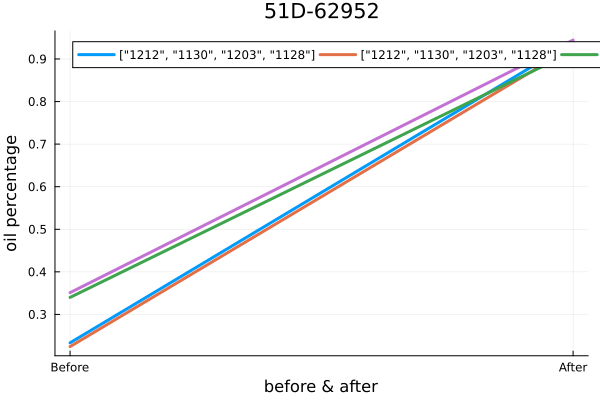 51D-62952
["1212", "1130", "1203", "1128"] ["1212", "1130", "1203", "1128"]
0.9
0.8
0.7
0.6
0.5
0.4
0.3
oil percentage
Before After
before & after